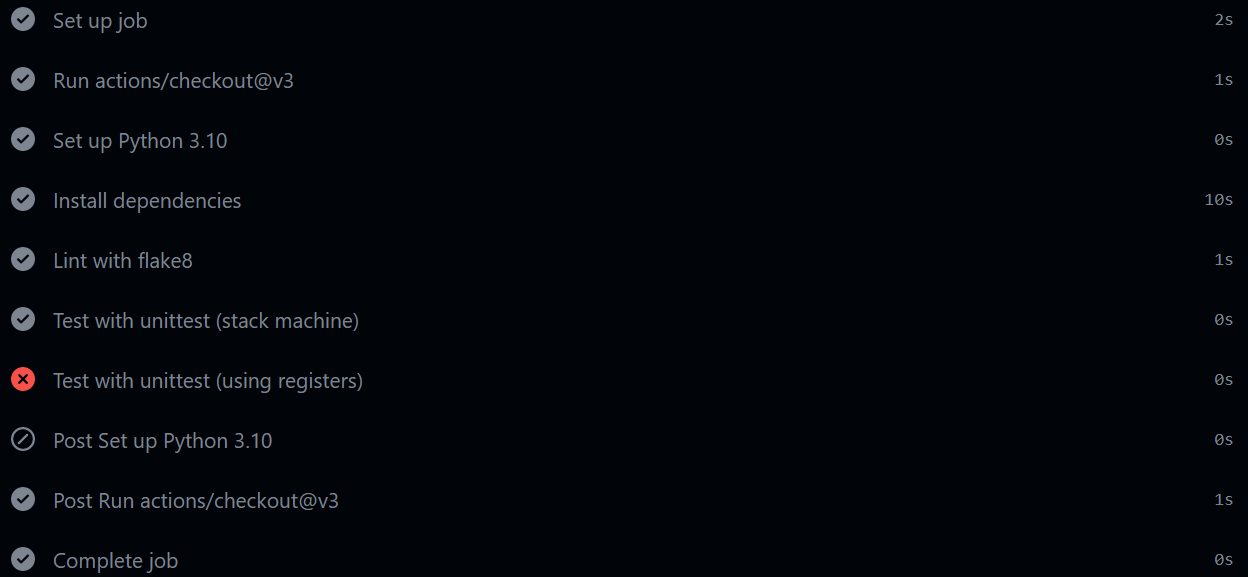 Set up job 2s
Run actions/checkout@v3 1s
Set up Python 3.10 0s
Install dependencies 10s
Lint with flake8 1s
Test with unittest (stack machine) 0s
Test with unittest (using registers) 0s
Post Set up Python 3.10 0s
Post Run actions/checkout@v3 1s
Complete job 0s